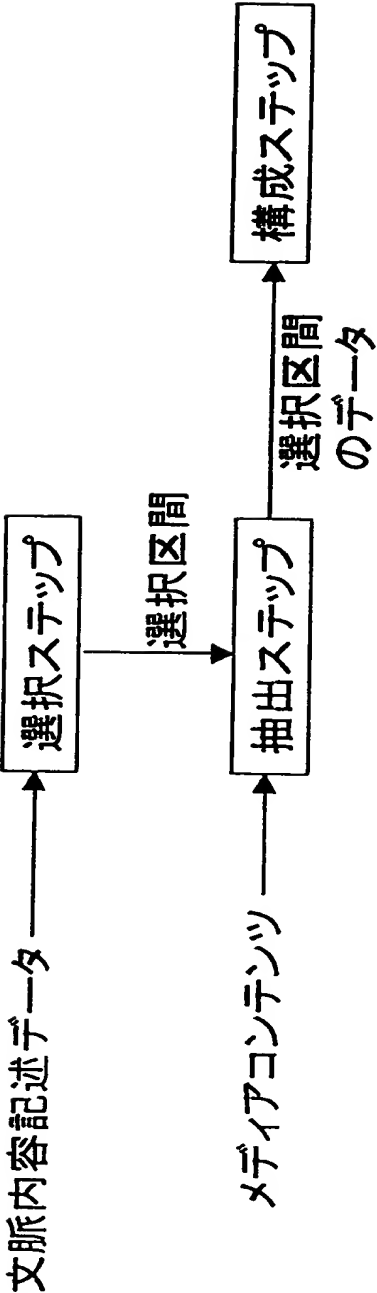 文脈内容記述データ
選択ステップ
選択区間
メディアコンテンツ
抽出ステップ
選択区間
のデータ
構成ステップ